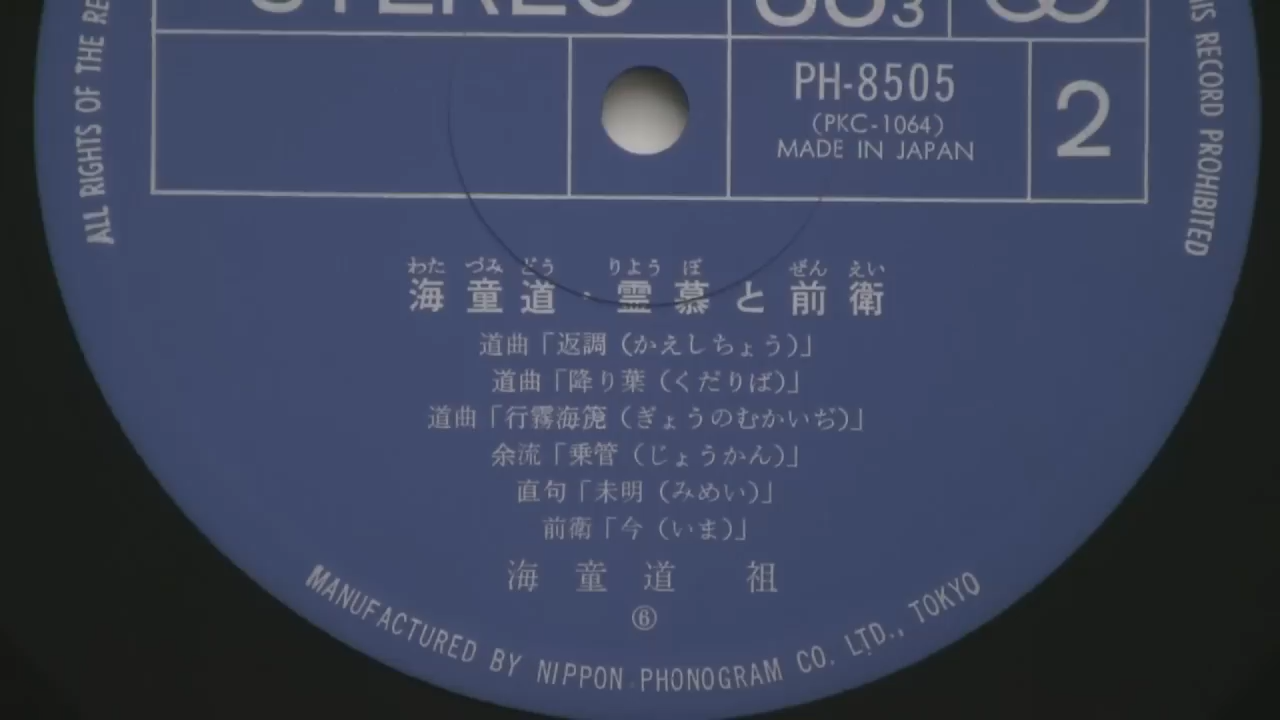 STEREO
33
PH-8505
(PKC-1064)
MADE IN JAPAN
2
ALL RIGHTS OF THE
RECORD PROHIBITED
わた づみ どう りよう ぼ ぜん えい
海童道・霊慕と前衛
道曲「返調（かえしちょう）」
道曲「降り葉（くだりば）」
道曲「行霧海箎（ぎょうのむかいぢ）」
余流「乗管（じょうかん）」
直句「未明（みめい）」
前衛「今（いま）」
海童道 祖
⑥
MANUFACTURED BY NIPPON PHONOGRAM CO. LTD., TOKYO